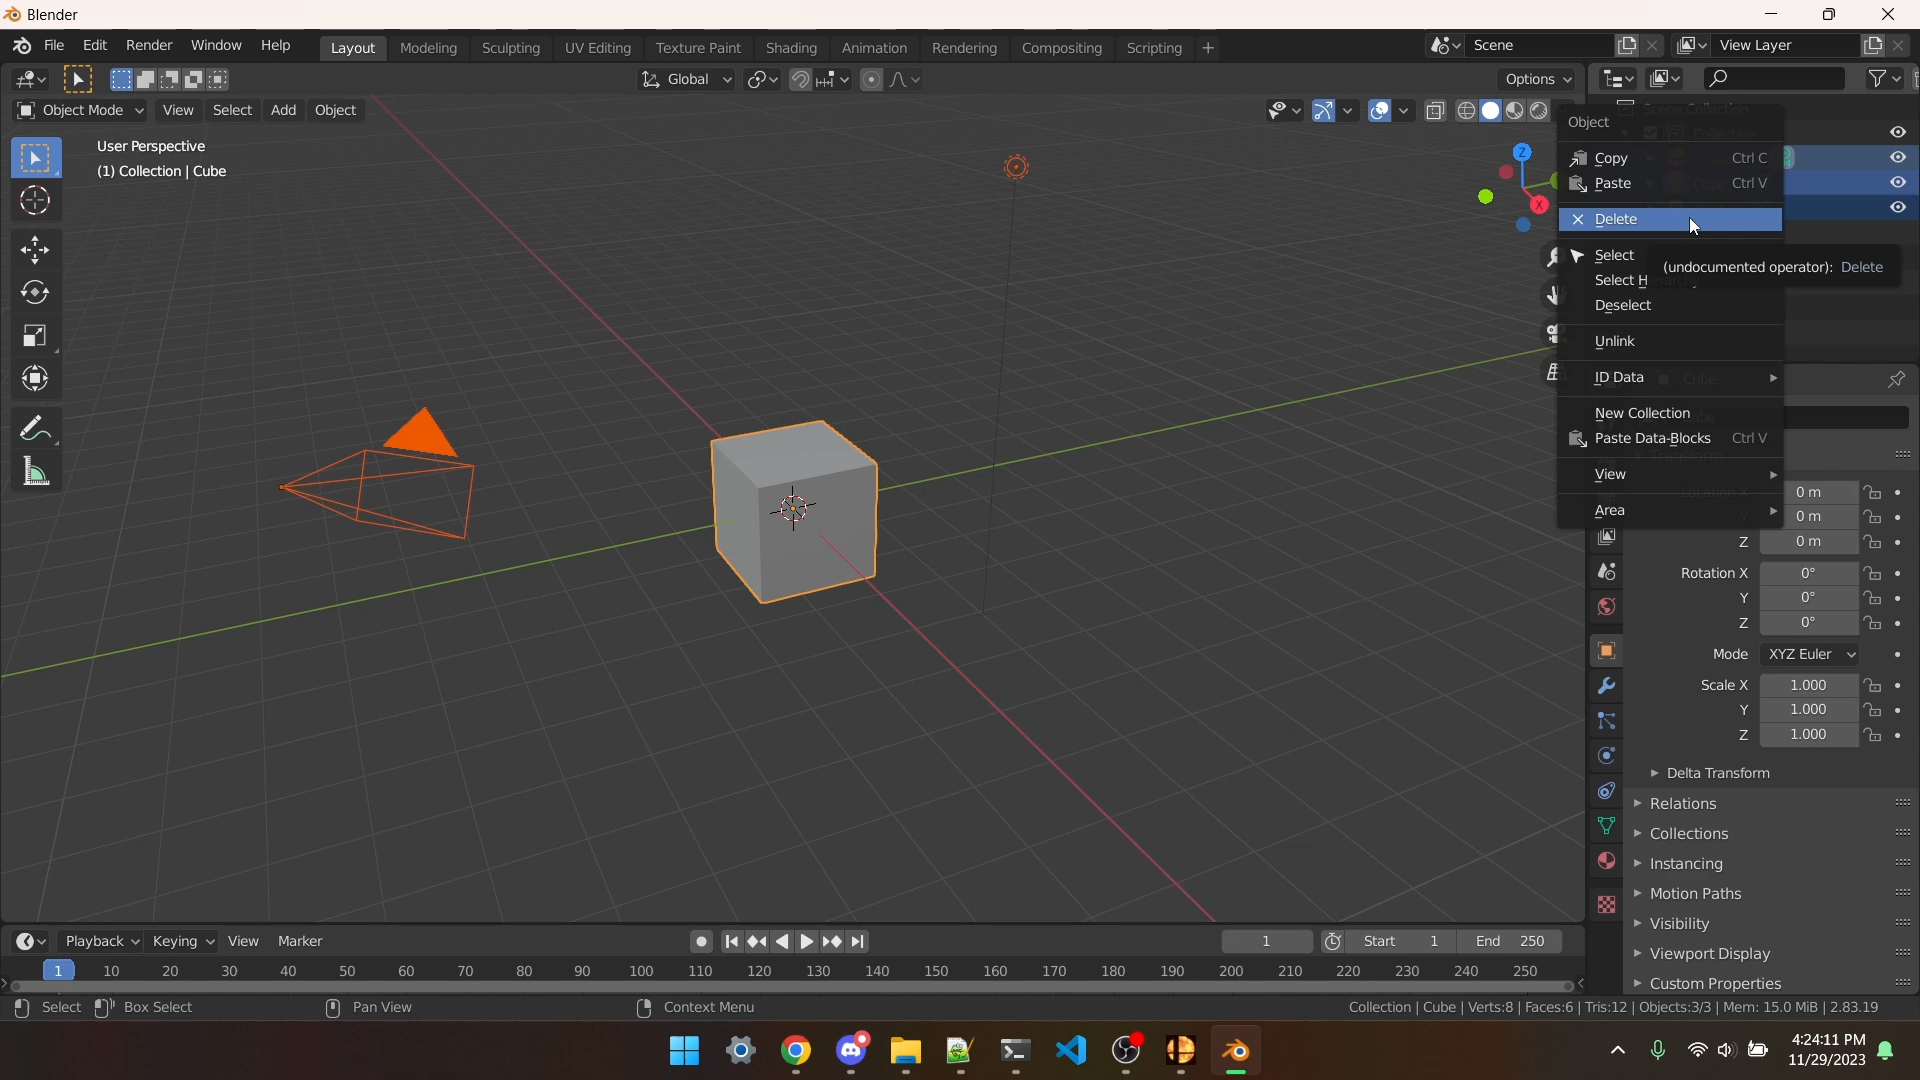 Blender
File Edit Render Window Help Layout Modeling Sculpting UV Editing Texture Paint Shading Animation Rendering Compositing Scripting + Scene View Layer
Global Options
Object Mode View Select Add Object
User Perspective
(1) Collection | Cube
Z
X
Object
Copy Ctrl C
Paste Ctrl V
Delete
Select
(undocumented operator): Delete
Select H
Deselect
Unlink
ID Data
New Collection
Paste Data-Blocks Ctrl V
View
Area
0 m
0 m
Z 0 m
Rotation X 0°
Y 0°
Z 0°
Mode XYZ Euler
Scale X 1.000
Y 1.000
Z 1.000
Delta Transform
Relations
Collections
Instancing
Motion Paths
Visibility
Viewport Display
Custom Properties
Playback Keying View Marker 1 Start 1 End 250
1 10 20 30 40 50 60 70 80 90 100 110 120 130 140 150 160 170 180 190 200 210 220 230 240 250
Select Box Select Pan View Context Menu Collection | Cube | Verts:8 | Faces:6 | Tris:12 | Objects:3/3 | Mem: 15.0 MiB | 2.83.19
4:24:11 PM
11/29/2023